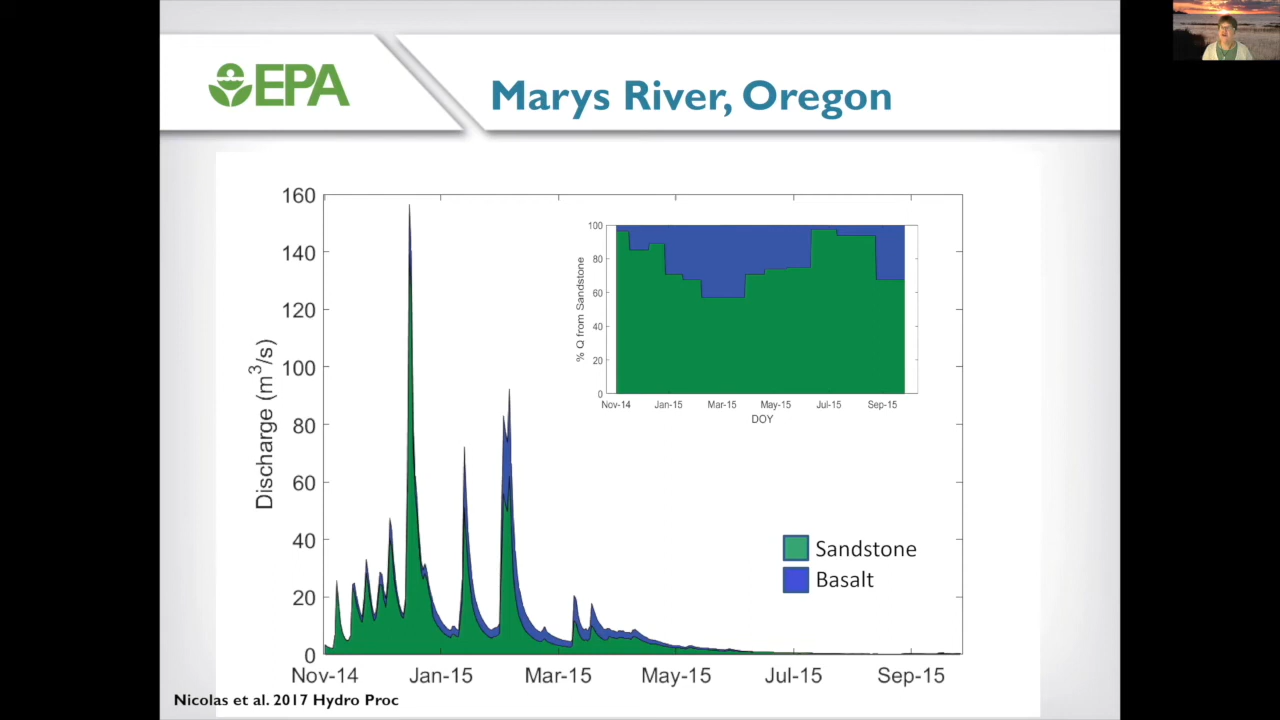 EPA
Marys River, Oregon
160
140
120
100
80
60
40
20
0
Discharge (m³/s)
Nov-14 Jan-15 Mar-15 May-15 Jul-15 Sep-15
100
80
60
40
20
0
% Q from Sandstone
Nov-14 Jan-15 Mar-15 May-15 Jul-15 Sep-15
DOY
Sandstone
Basalt
Nicolas et al. 2017 Hydro Proc